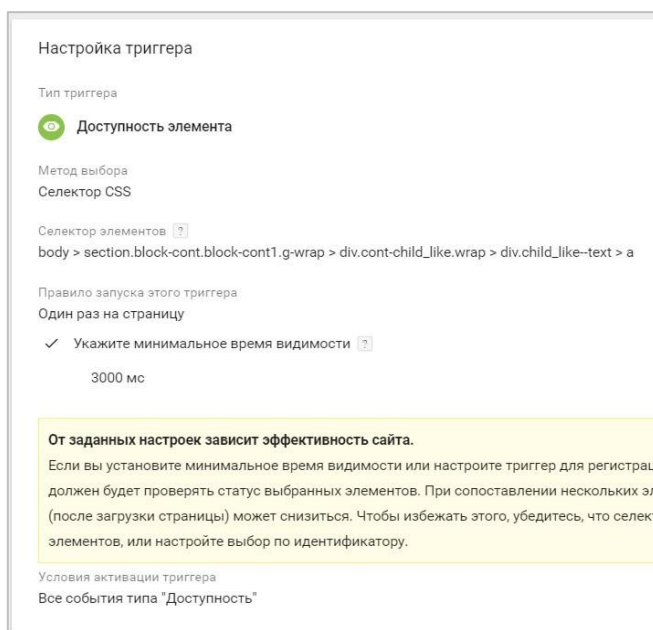 Настройка триггера
Тип триггера
Доступность элемента
Метод выбора
Селектор CSS
Селектор элементов ?
body > section.block-cont.block-cont1.g-wrap > div.cont-child_like.wrap > div.child_like--text > a
Правило запуска этого триггера
Один раз на страницу
Укажите минимальное время видимости ?
3000 мс
От заданных настроек зависит эффективность сайта.
Если вы установите минимальное время видимости или настроите триггер для
должен будет проверять статус выбранных элементов. При сопоставлении нескольких
(после загрузки страницы) может снизиться. Чтобы избежать этого, убедитесь, что
элементов, или настройте выбор по идентификатору.
Условия активации триггера
Все события типа "Доступность"